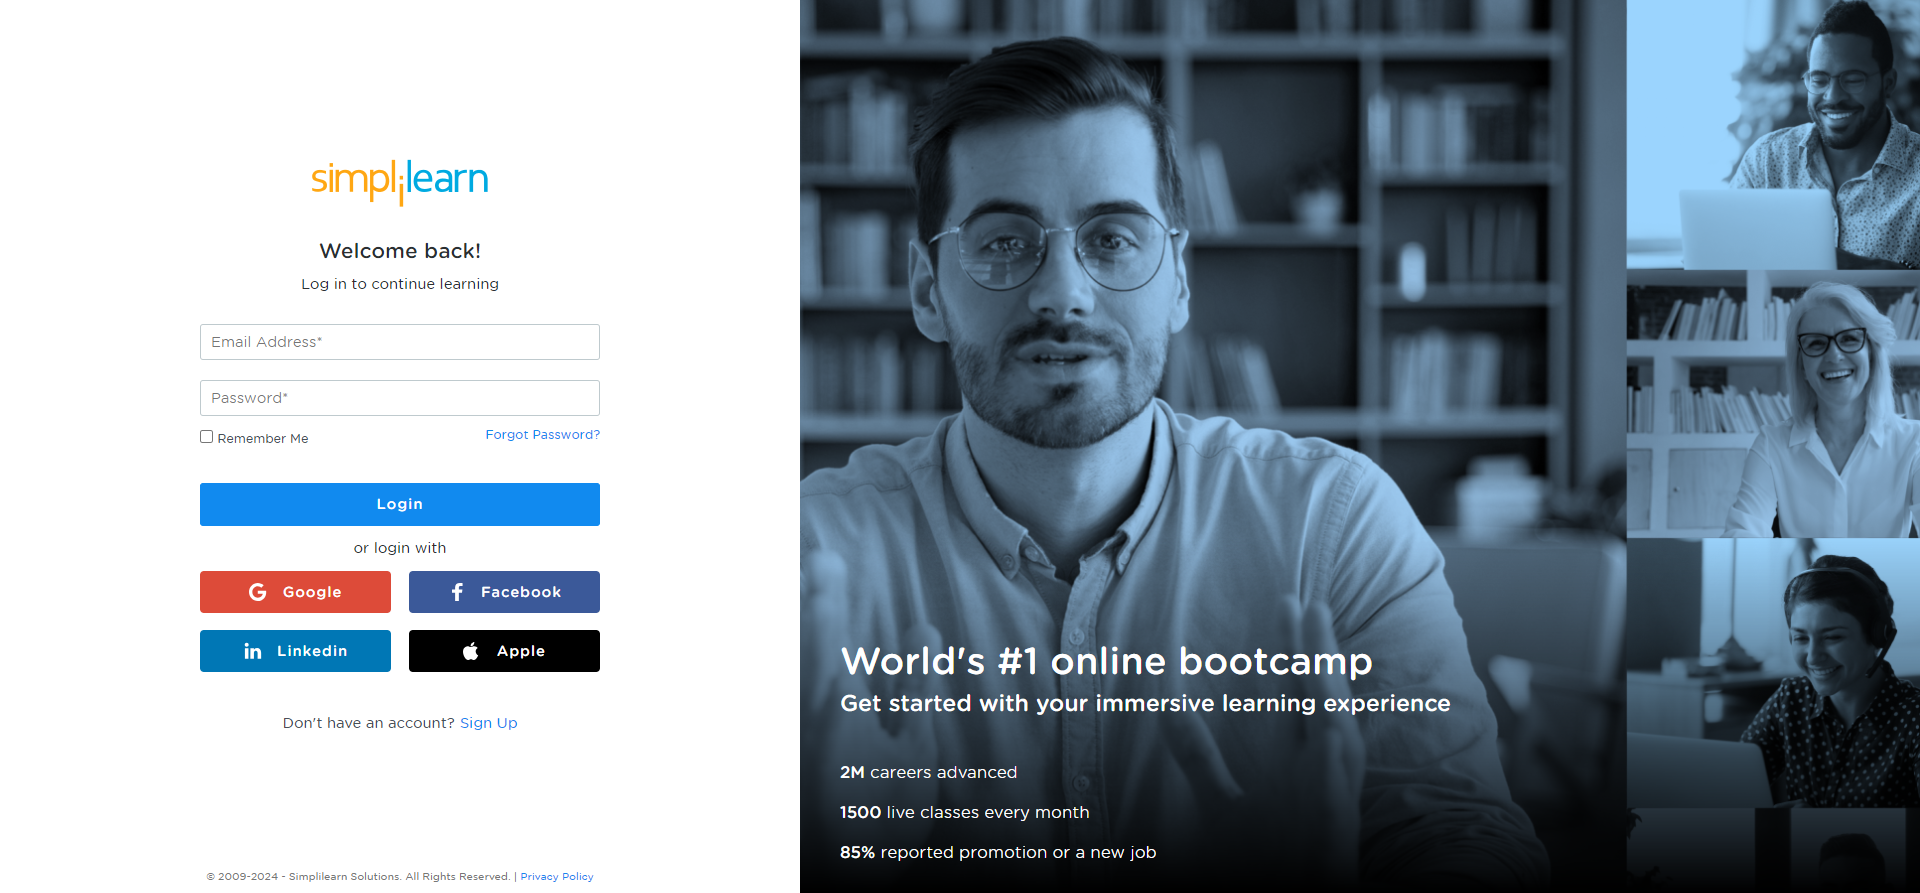 simplilearn
Welcome back!
Log in to continue learning
Email Address*
Password*
Remember Me
Forgot Password?
Login
or login with
Google
Facebook
Linkedin
Apple
Don't have an account? Sign Up
© 2009-2024 - Simplilearn Solutions. All Rights Reserved. | Privacy Policy
World's #1 online bootcamp
Get started with your immersive learning experience
2M careers advanced
1500 live classes every month
85% reported promotion or a new job